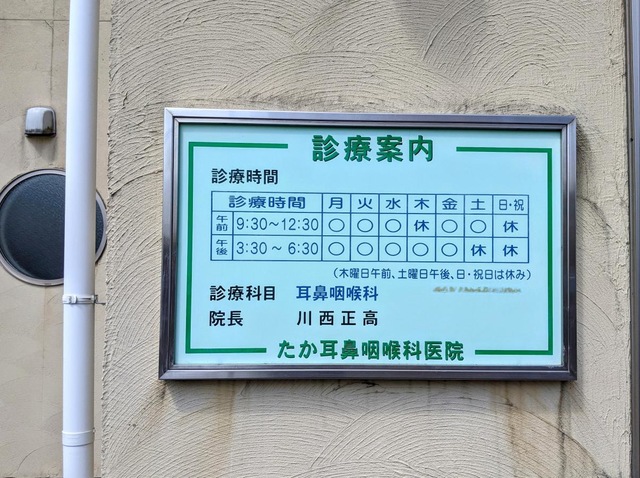 診療案内
診療時間
診療時間 月 火 水 木 金 土 日・祝
午前 9:30~12:30 ○ ○ ○ 休 ○ ○ 休
午後 3:30~ 6:30 ○ ○ ○ ○ ○ 休 休
(木曜日午前、土曜日午後、日・祝日は休み)
診療科目 耳鼻咽喉科
院長 川西正高
たか耳鼻咽喉科医院